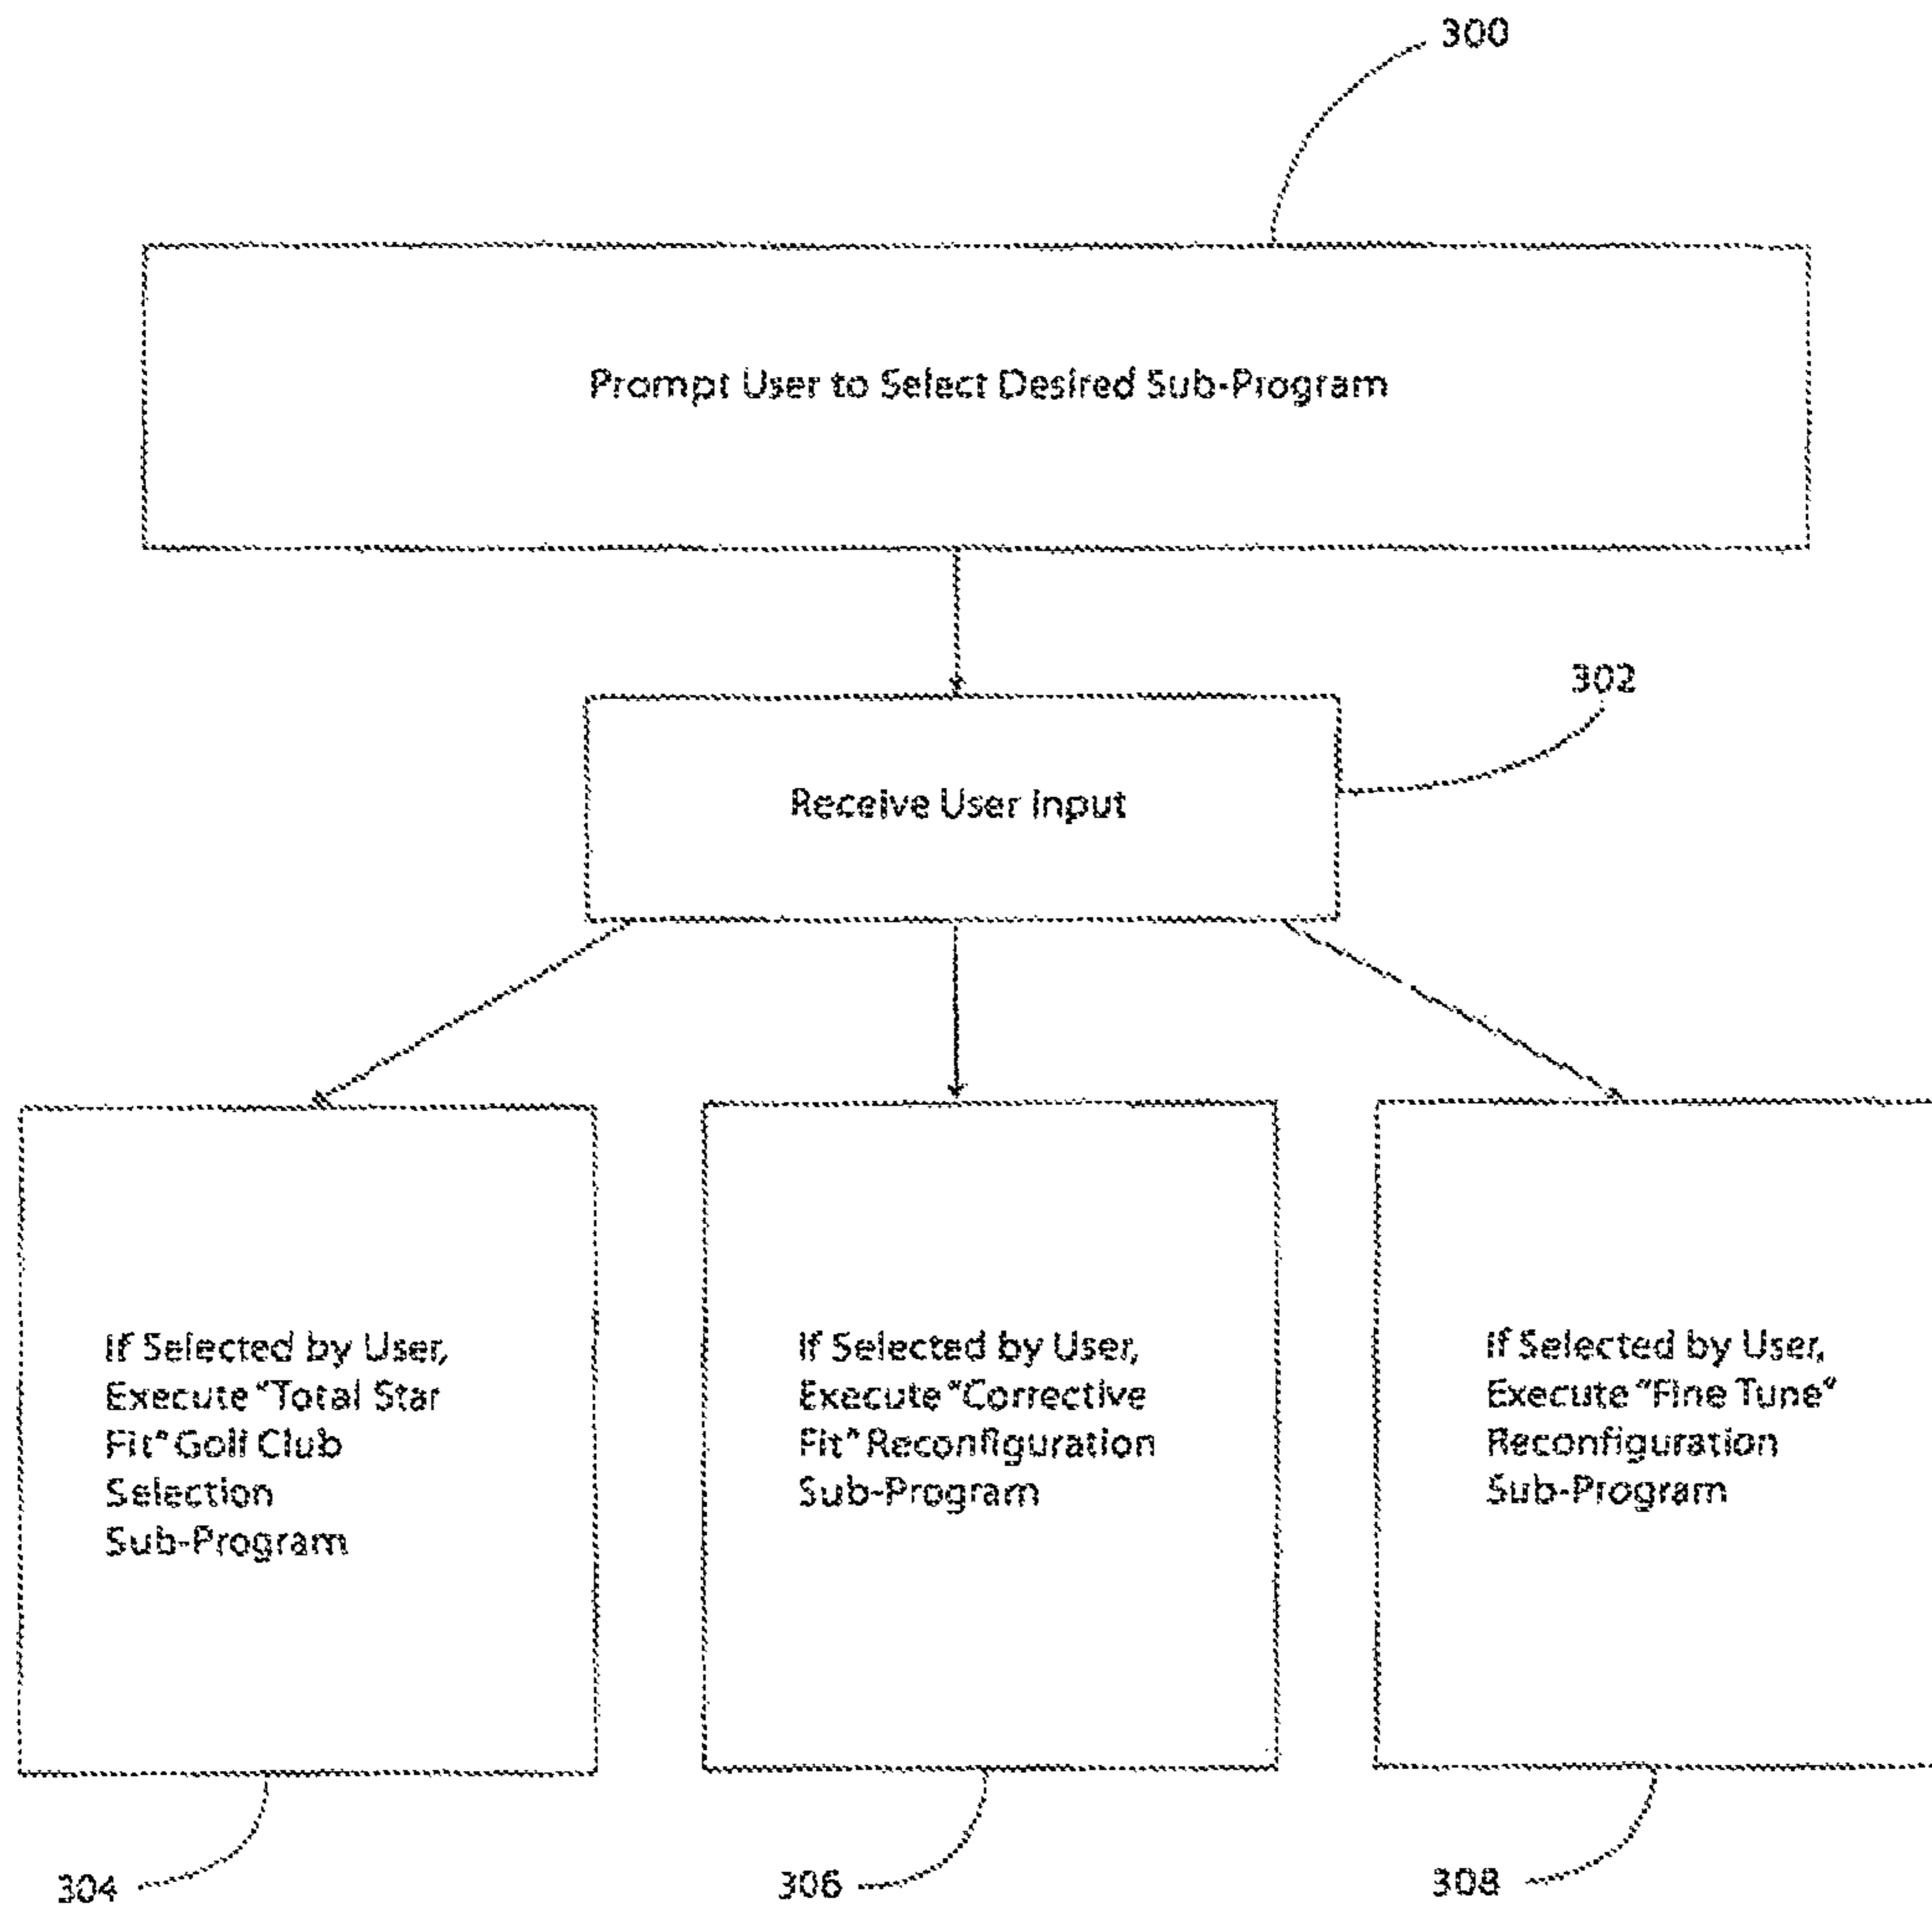 300
Prompt User to Select Desired Sub-Program
302
Receive User Input
If Selected by User,
Execute "Total Star
Fit" Golf Club
Selection
Sub-Program
If Selected by User,
Execute "Corrective
Fit" Reconfiguration
Sub-Program
If Selected by User,
Execute "Fine Tune"
Reconfiguration
Sub-Program
304
306
308